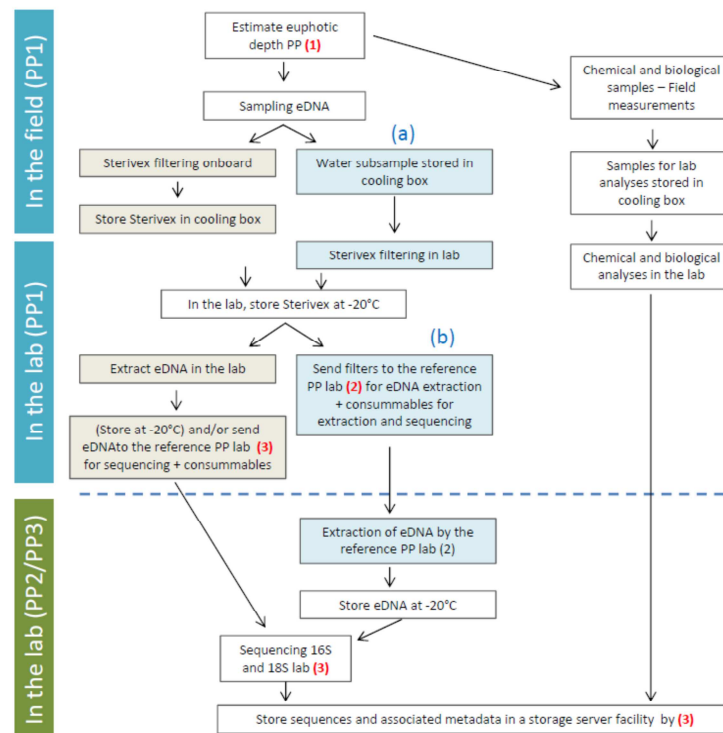 In the field (PP1)
Estimate euphotic
depth PP (1)
Chemical and biological
samples – Field
measurements
Sampling eDNA
(a)
Sterivex filtering onboard
Water subsample stored in
cooling box
Samples for lab
analyses stored in
cooling box
Store Sterivex in cooling box
In the lab (PP1)
Sterivex filtering in lab
Chemical and biological
analyses in the lab
In the lab, store Sterivex at -20°C
(b)
Extract eDNA in the lab
Send filters to the reference
PP lab (2) for eDNA extraction
+ consummables for
extraction and sequencing
(Store at -20°C) and/or send
eDNAto the reference PP lab (3)
for sequencing + consummables
In the lab (PP2/PP3)
Extraction of eDNA by the
reference PP lab (2)
Store eDNA at -20°C
Sequencing 16S
and 18S lab (3)
Store sequences and associated metadata in a storage server facility by (3)